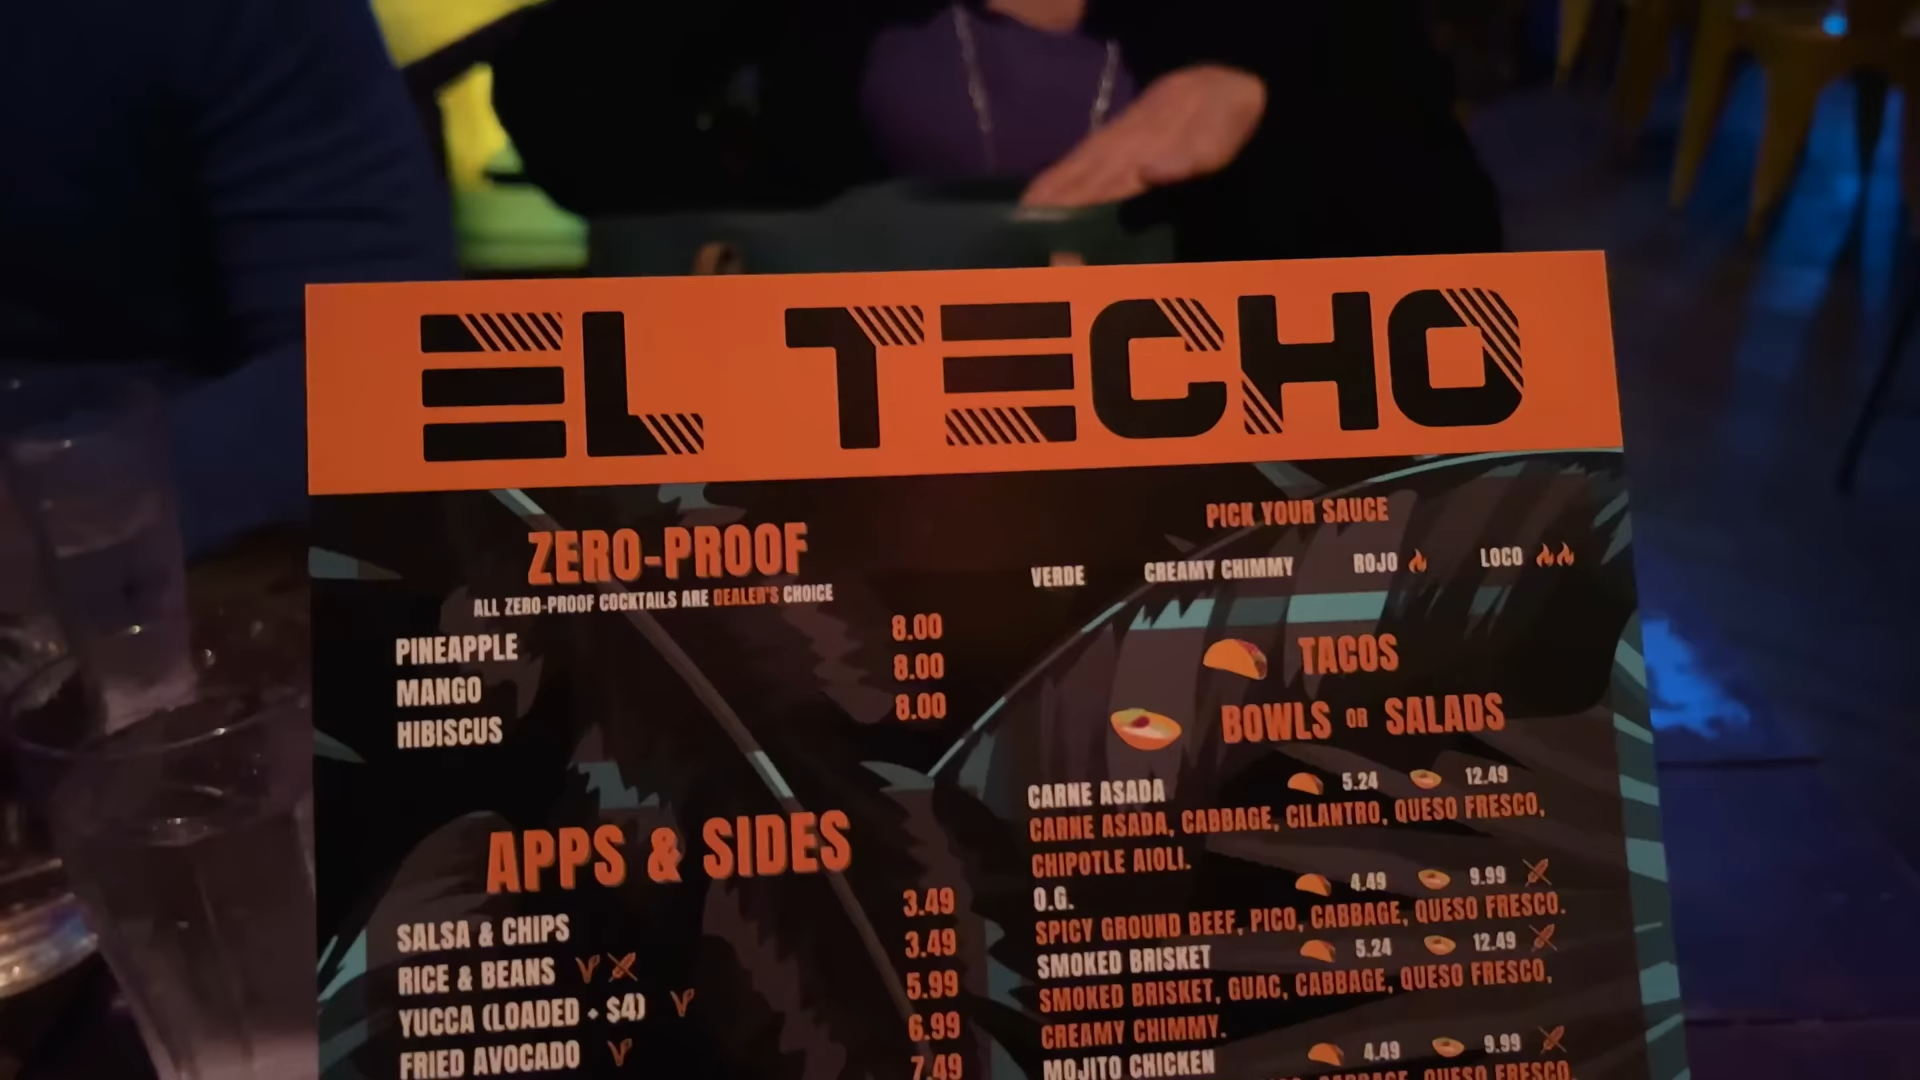 EL TECHO
ZERO-PROOF
ALL ZERO-PROOF COCKTAILS ARE DEALER'S CHOICE
PINEAPPLE 8.00
MANGO 8.00
HIBISCUS 8.00
APPS & SIDES
SALSA & CHIPS 3.49
RICE & BEANS 3.49
YUCCA (LOADED + $4) 5.99
FRIED AVOCADO 6.99
7.49
PICK YOUR SAUCE
VERDE CREAMY CHIMMY ROJO LOCO
TACOS
BOWLS OR SALADS
CARNE ASADA 5.24 12.49
CARNE ASADA, CABBAGE, CILANTRO, QUESO FRESCO,
CHIPOTLE AIOLI.
O.G. 4.49 9.99
SPICY GROUND BEEF, PICO, CABBAGE, QUESO FRESCO.
SMOKED BRISKET 5.24 12.49
SMOKED BRISKET, GUAC, CABBAGE, QUESO FRESCO,
CREAMY CHIMMY.
MOJITO CHICKEN 4.49 9.99
CABBAGE, QUESO FRESCO.